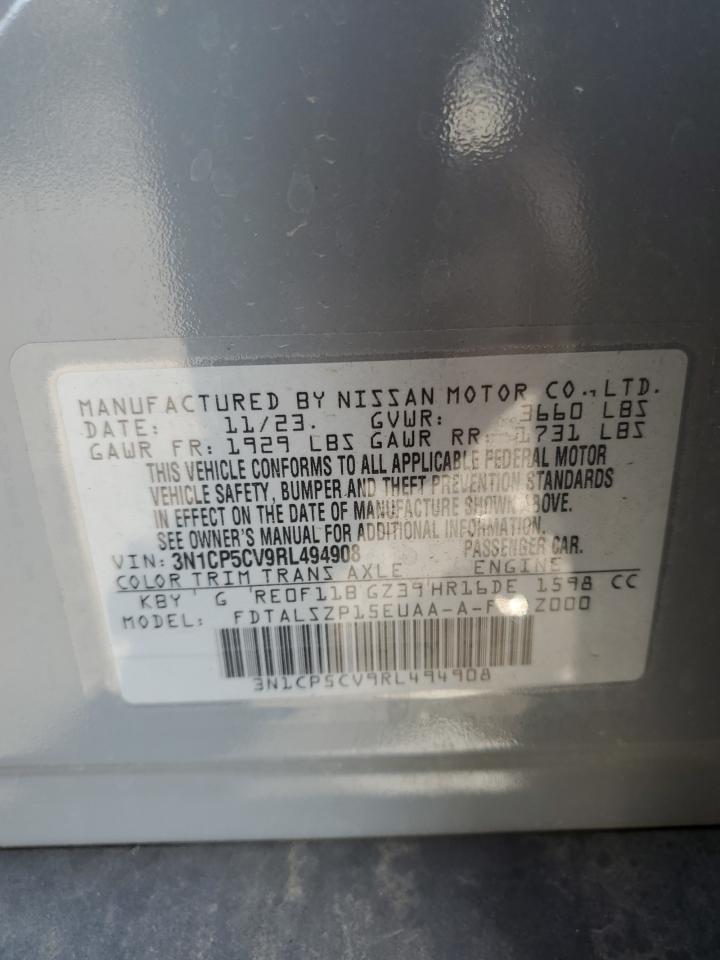 MANUFACTURED BY NISSAN MOTOR CO., LTD.
DATE: 11/23. GVWR: 3660 LBS
GAWR FR: 1929 LBS GAWR RR: 1731 LBS
THIS VEHICLE CONFORMS TO ALL APPLICABLE FEDERAL MOTOR
VEHICLE SAFETY, BUMPER AND THEFT PREVENTION STANDARDS
IN EFFECT ON THE DATE OF MANUFACTURE SHOWN ABOVE.
SEE OWNER'S MANUAL FOR ADDITIONAL INFORMATION.
VIN: 3N1CP5CV9RL494908 PASSENGER CAR.
COLOR TRIM TRANS AXLE ENGINE
KBY G RE0F11B GZ39 HR16DE 1598 CC
MODEL:
3N1CP5CV9RL494908